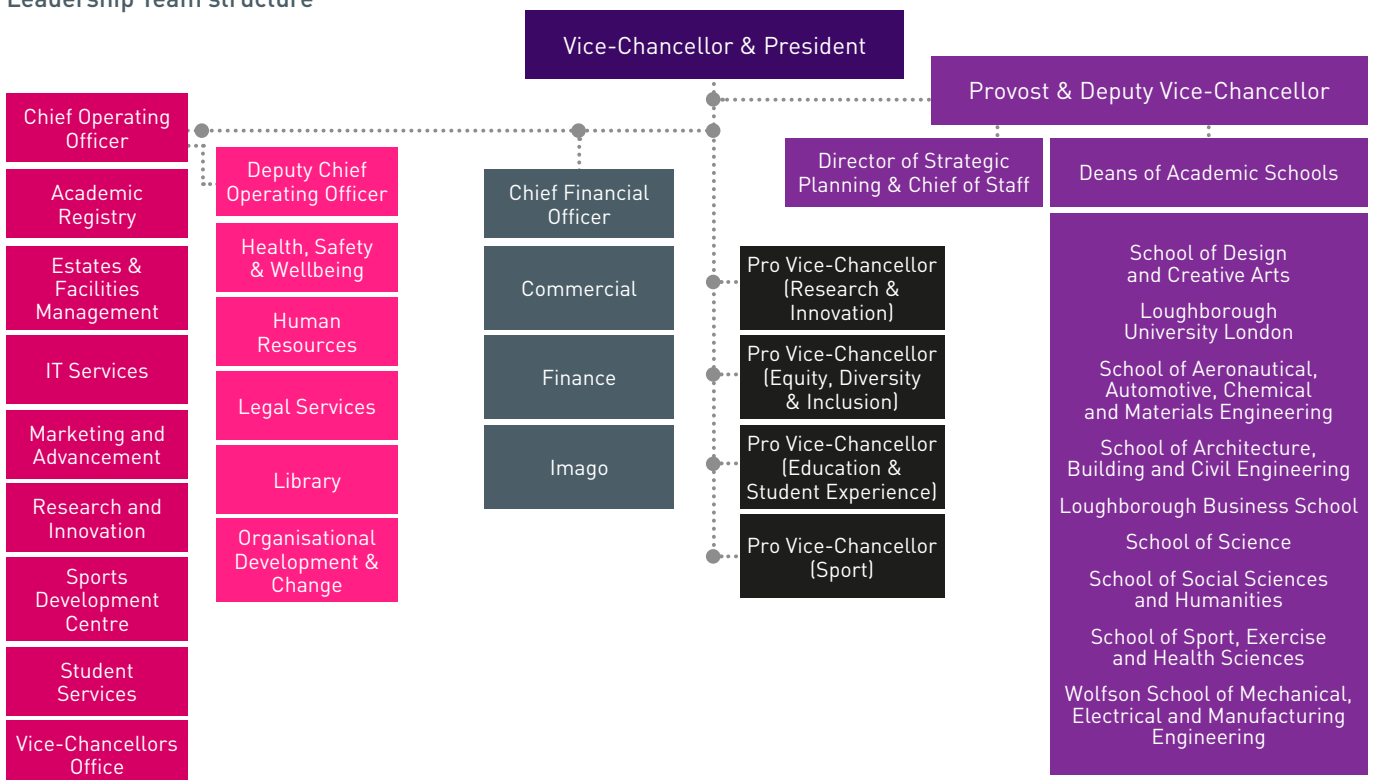 Leadership Team structure
Vice-Chancellor & President
Provost & Deputy Vice-Chancellor
Chief Operating
Officer
Academic
Registry
Estates &
Facilities
Management
IT Services
Marketing and
Advancement
Research and
Innovation
Sports
Development
Centre
Student
Services
Vice-Chancellors
Office
Deputy Chief
Operating Officer
Health, Safety
& Wellbeing
Human
Resources
Legal Services
Library
Organisational
Development &
Change
Chief Financial
Officer
Commercial
Finance
Imago
Pro Vice-Chancellor
(Research &
Innovation)
Pro Vice-Chancellor
(Equity, Diversity
& Inclusion)
Pro Vice-Chancellor
(Education &
Student Experience)
Pro Vice-Chancellor
(Sport)
Director of Strategic
Planning & Chief of Staff
Deans of Academic Schools
School of Design
and Creative Arts
Loughborough
University London
School of Aeronautical,
Automotive, Chemical
and Materials Engineering
School of Architecture,
Building and Civil Engineering
Loughborough Business School
School of Science
School of Social Sciences
and Humanities
School of Sport, Exercise
and Health Sciences
Wolfson School of Mechanical,
Electrical and Manufacturing
Engineering